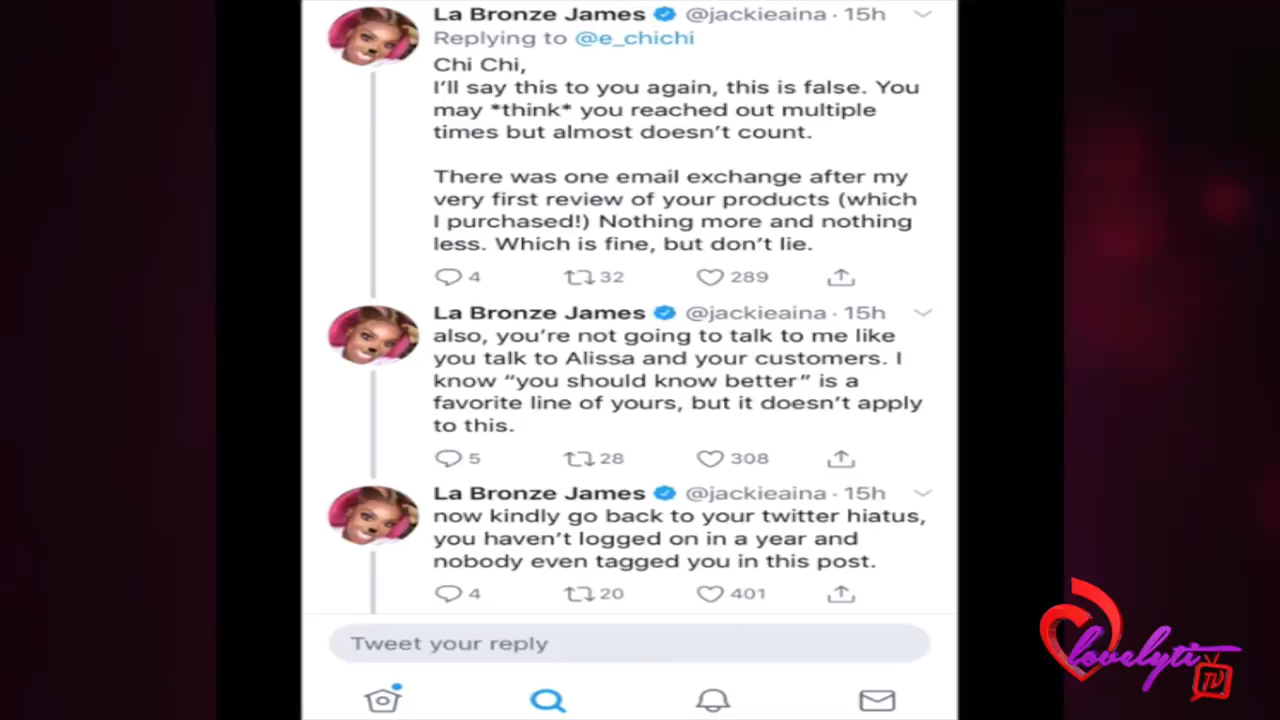 La Bronze James @jackieaina · 15h
Replying to @e_chichi
Chi Chi,
I'll say this to you again, this is false. You
may *think* you reached out multiple
times but almost doesn't count.
There was one email exchange after my
very first review of your products (which
I purchased!) Nothing more and nothing
less. Which is fine, but don't lie.
4 32 289
La Bronze James @jackieaina · 15h
also, you're not going to talk to me like
you talk to Alissa and your customers. I
know “you should know better” is a
favorite line of yours, but it doesn't apply
to this.
5 28 308
La Bronze James @jackieaina · 15h
now kindly go back to your twitter hiatus,
you haven't logged on in a year and
nobody even tagged you in this post.
4 20 401
Tweet your reply
lovelyti
TV